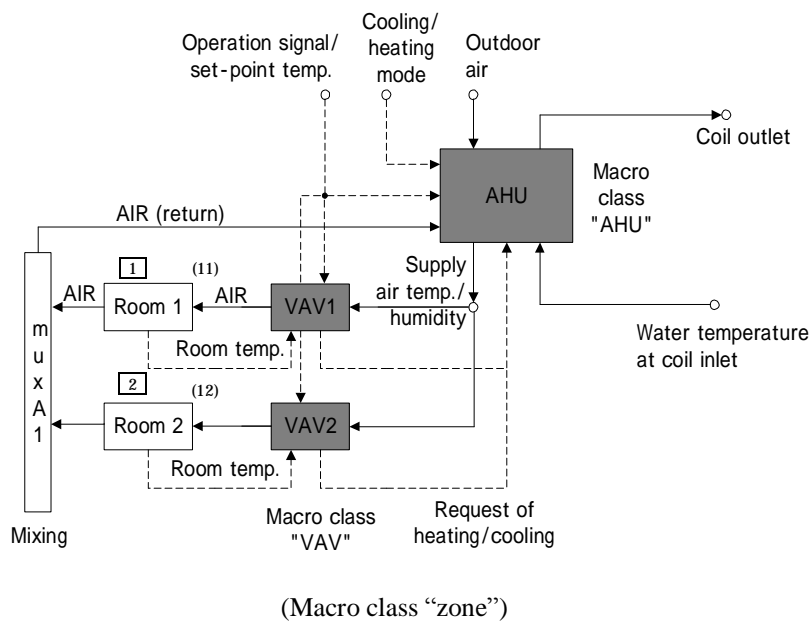 Cooling/
heating
mode
Operation signal/
set-point temp.
Outdoor
air
Coil outlet
AHU
Macro
class
"AHU"
AIR (return)
1
(11)
AIR
Room 1
AIR
VAV1
Supply
air temp./
humidity
Room temp.
Water temperature
at coil inlet
m
u
x
A
1
2
(12)
Room 2
VAV2
Room temp.
Mixing
Macro class
"VAV"
Request of
heating/cooling
(Macro class “zone”)